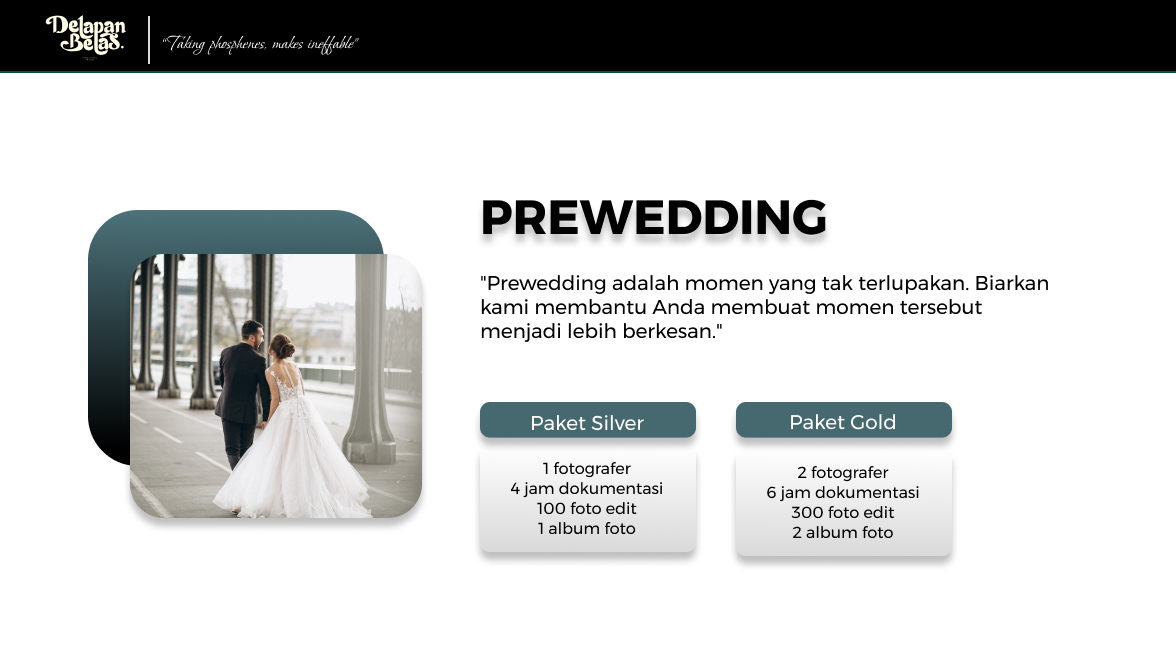 Delapan
Belas.
"Taking phosphenes, makes ineffable"
PREWEDDING
"Prewedding adalah momen yang tak terlupakan. Biarkan
kami membantu Anda membuat momen tersebut
menjadi lebih berkesan."
Paket Silver
1 fotografer
4 jam dokumentasi
100 foto edit
1 album foto
Paket Gold
2 fotografer
6 jam dokumentasi
300 foto edit
2 album foto